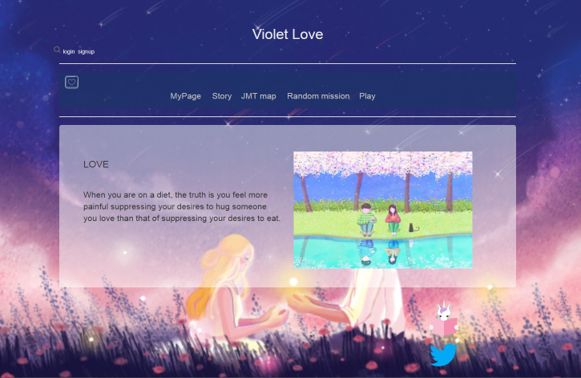 Violet Love
login signup
MyPage Story JMT map Random mission Play
LOVE
When you are on a diet, the truth is you feel more
painful suppressing your desires to hug someone
you love than that of suppressing your desires to eat.